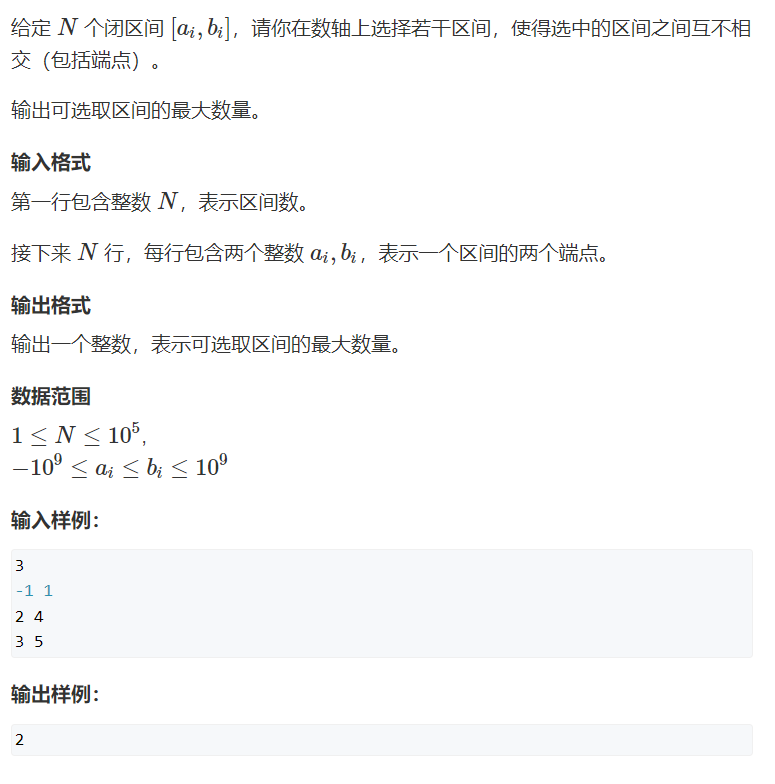 给定 N 个闭区间 [a_i, b_i]，请你在数轴上选择若干区间，使得选中的区间之间互不相
交（包括端点）。
输出可选取区间的最大数量。
输入格式
第一行包含整数 N，表示区间数。
接下来 N 行，每行包含两个整数 a_i, b_i，表示一个区间的两个端点。
输出格式
输出一个整数，表示可选取区间的最大数量。
数据范围
1 ≤ N ≤ 10^5,
−10^9 ≤ a_i ≤ b_i ≤ 10^9
输入样例：
3
-1 1
2 4
3 5
输出样例：
2